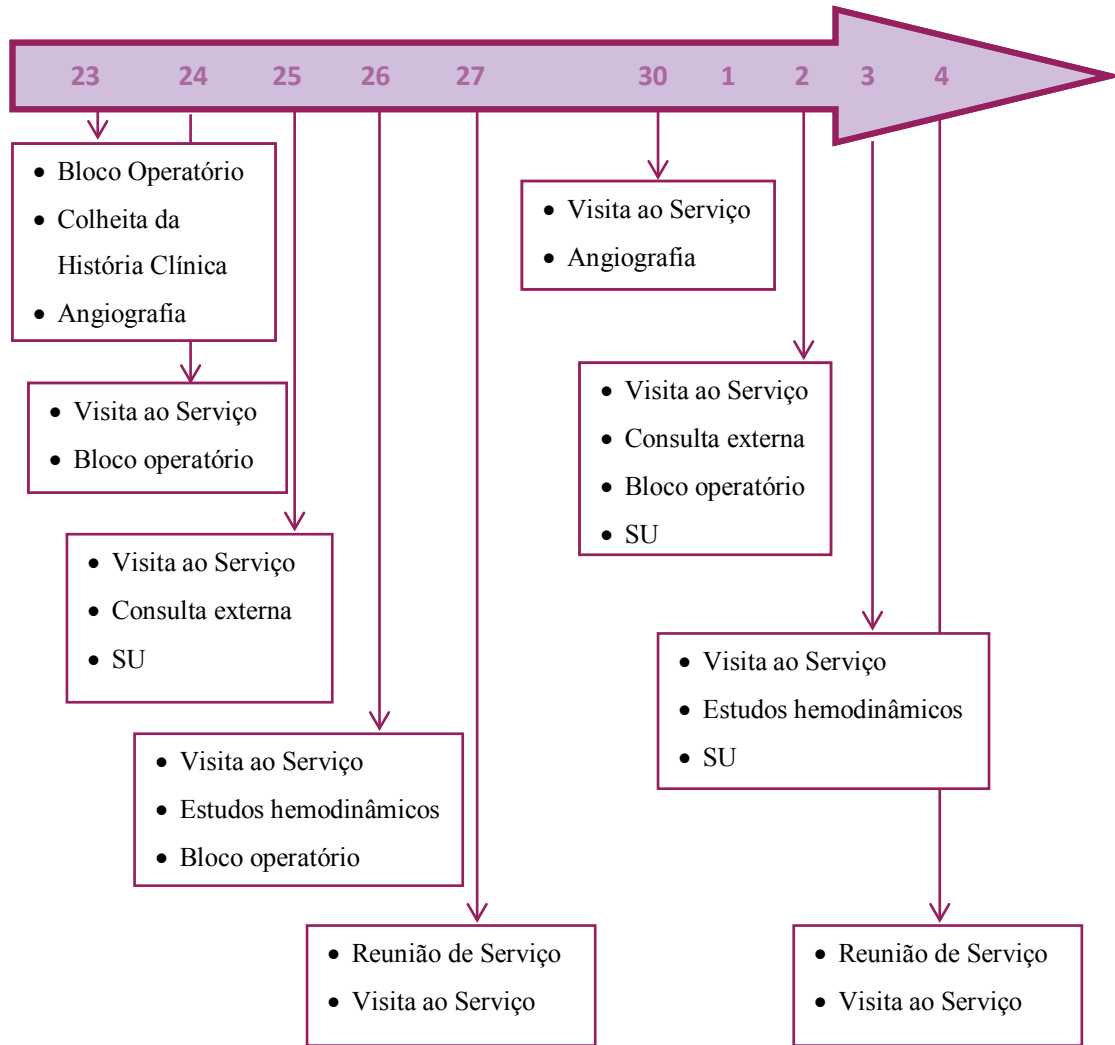 23 24 25 26 27 30 1 2 3 4
• Bloco Operatório
• Colheita da
História Clínica
• Angiografia
• Visita ao Serviço
• Bloco operatório
• Visita ao Serviço
• Consulta externa
• SU
• Visita ao Serviço
• Estudos hemodinâmicos
• Bloco operatório
• Reunião de Serviço
• Visita ao Serviço
• Visita ao Serviço
• Angiografia
• Visita ao Serviço
• Consulta externa
• Bloco operatório
• SU
• Visita ao Serviço
• Estudos hemodinâmicos
• SU
• Reunião de Serviço
• Visita ao Serviço